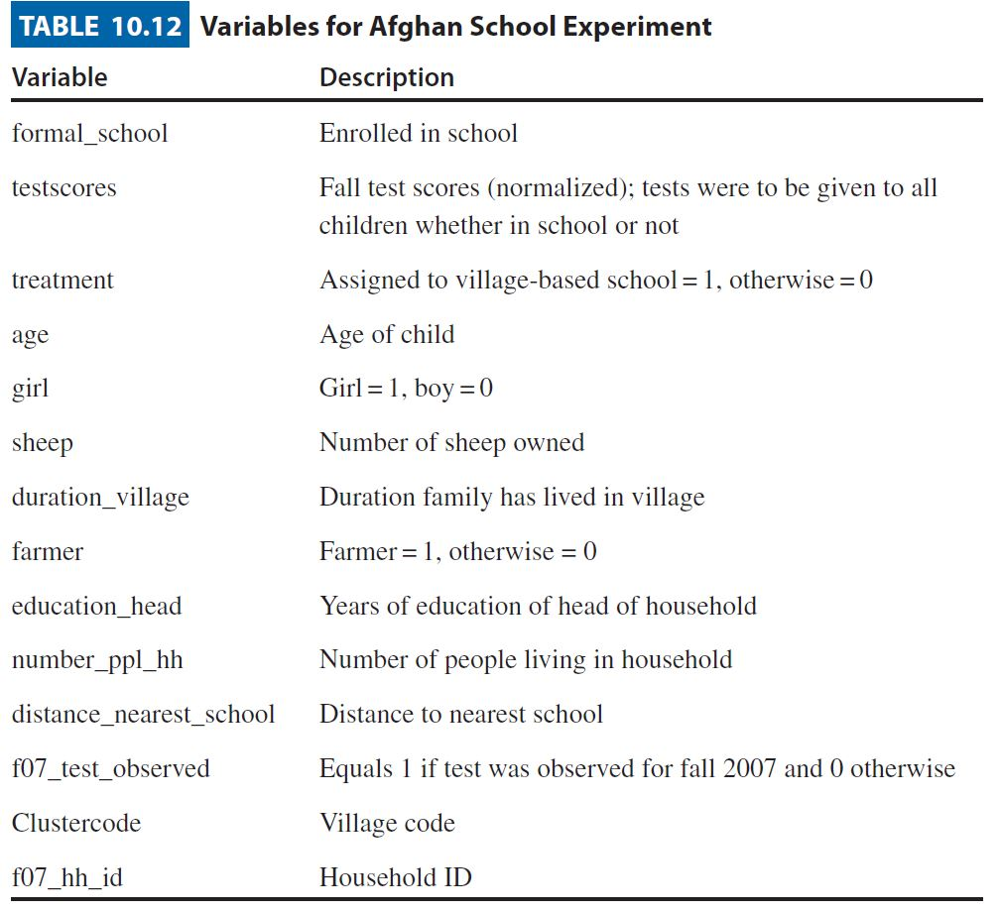 TABLE 10.12 Variables for Afghan School Experiment
Variable Description
formal_school Enrolled in school
testscores Fall test scores (normalized); tests were to be given to all
children whether in school or not
treatment Assigned to village-based school = 1, otherwise = 0
age Age of child
girl Girl = 1, boy = 0
sheep Number of sheep owned
duration_village Duration family has lived in village
farmer Farmer = 1, otherwise = 0
education_head Years of education of head of household
number_ppl_hh Number of people living in household
distance_nearest_school Distance to nearest school
f07_test_observed Equals 1 if test was observed for fall 2007 and 0 otherwise
Clustercode Village code
f07_hh_id Household ID